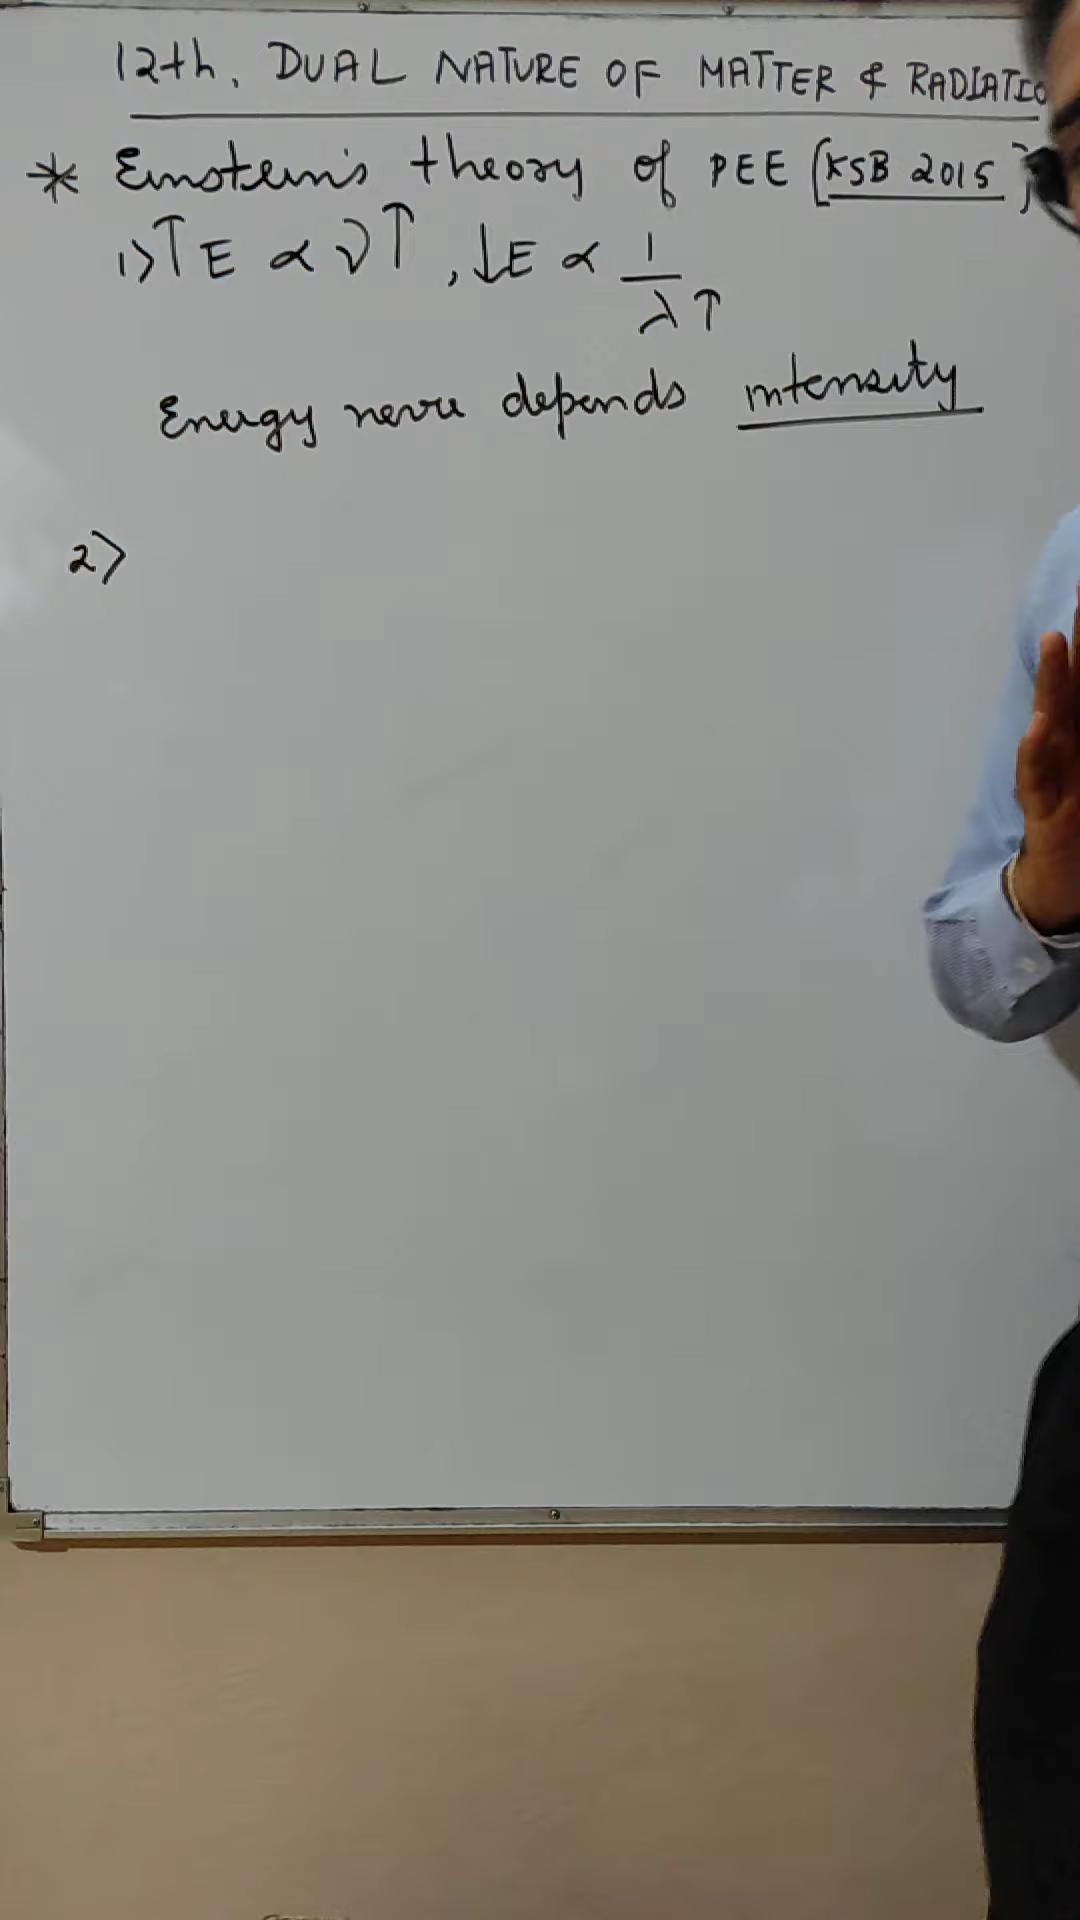 12th, DUAL NATURE OF MATTER & RADIATIO
* Einstein's theory of PEE [KSB 2015]
1> ↑E ∝ ν↑, ↓E ∝ 1/λ↑
Energy never depends intensity
2>